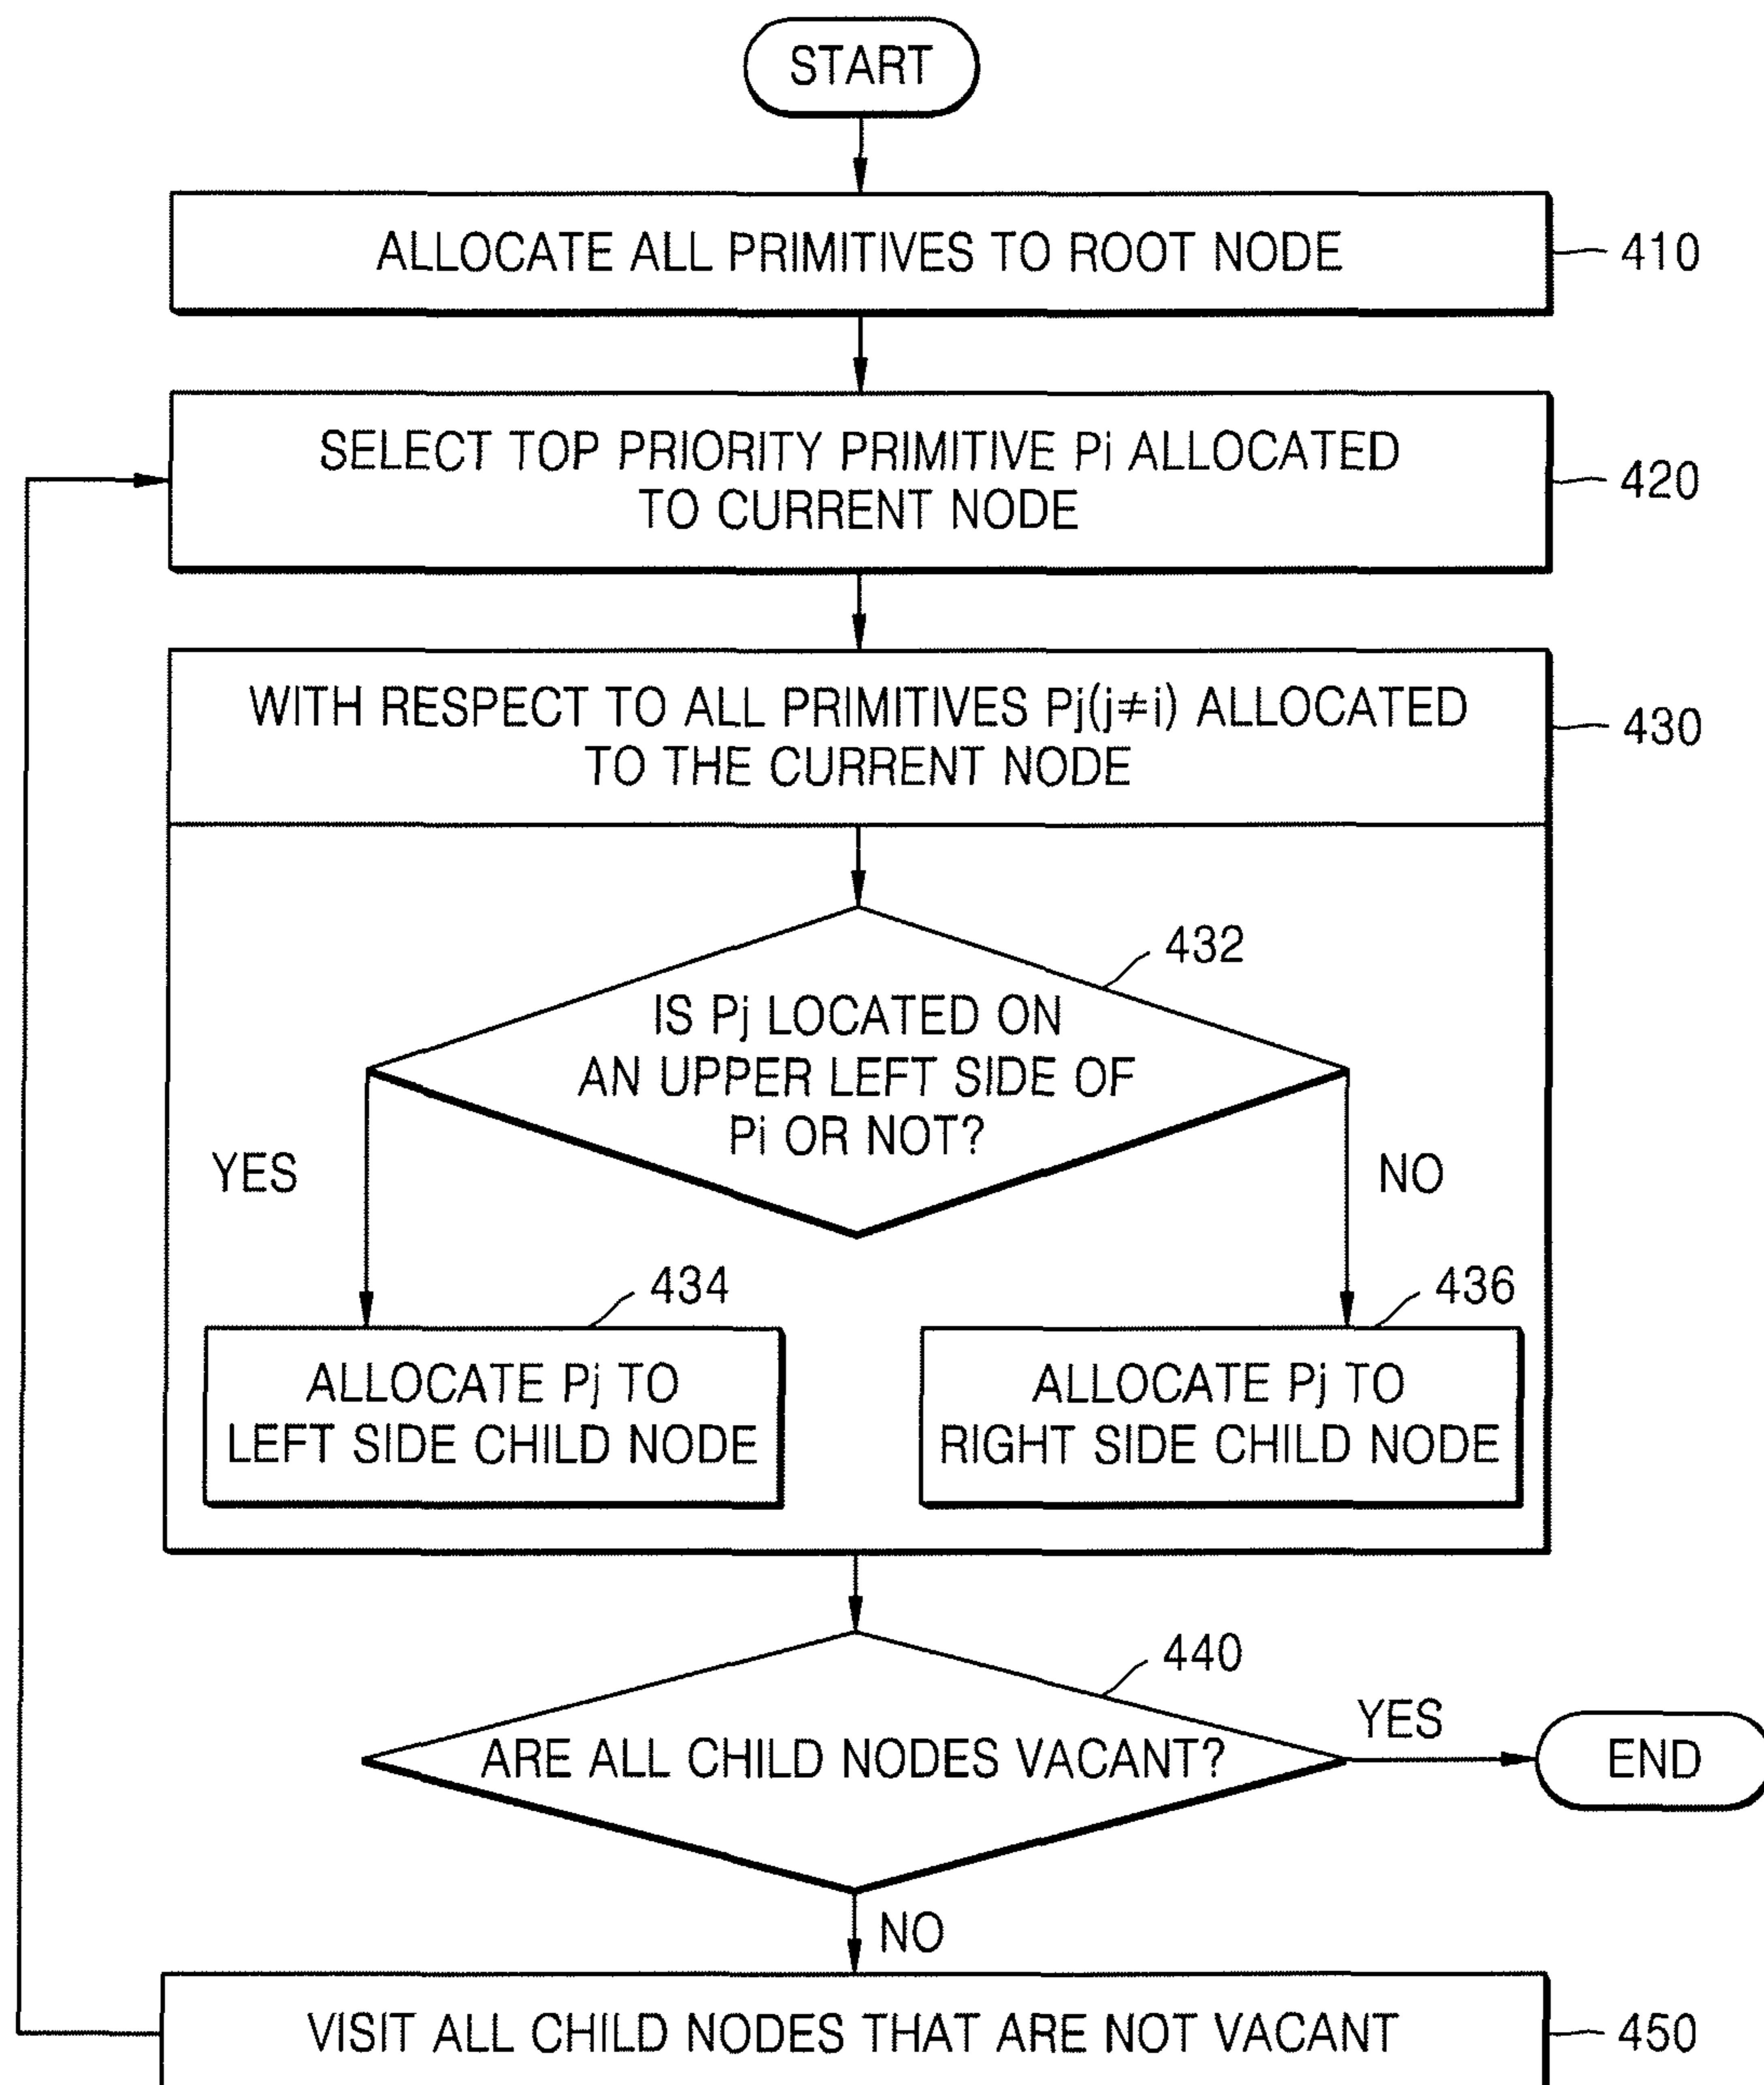 START
ALLOCATE ALL PRIMITIVES TO ROOT NODE
410
SELECT TOP PRIORITY PRIMITIVE Pi ALLOCATED
TO CURRENT NODE
420
WITH RESPECT TO ALL PRIMITIVES Pj(j≠i) ALLOCATED
TO THE CURRENT NODE
430
432
IS Pj LOCATED ON
AN UPPER LEFT SIDE OF
Pi OR NOT?
YES
NO
434
436
ALLOCATE Pj TO
LEFT SIDE CHILD NODE
ALLOCATE Pj TO
RIGHT SIDE CHILD NODE
440
ARE ALL CHILD NODES VACANT?
YES
END
NO
VISIT ALL CHILD NODES THAT ARE NOT VACANT
450